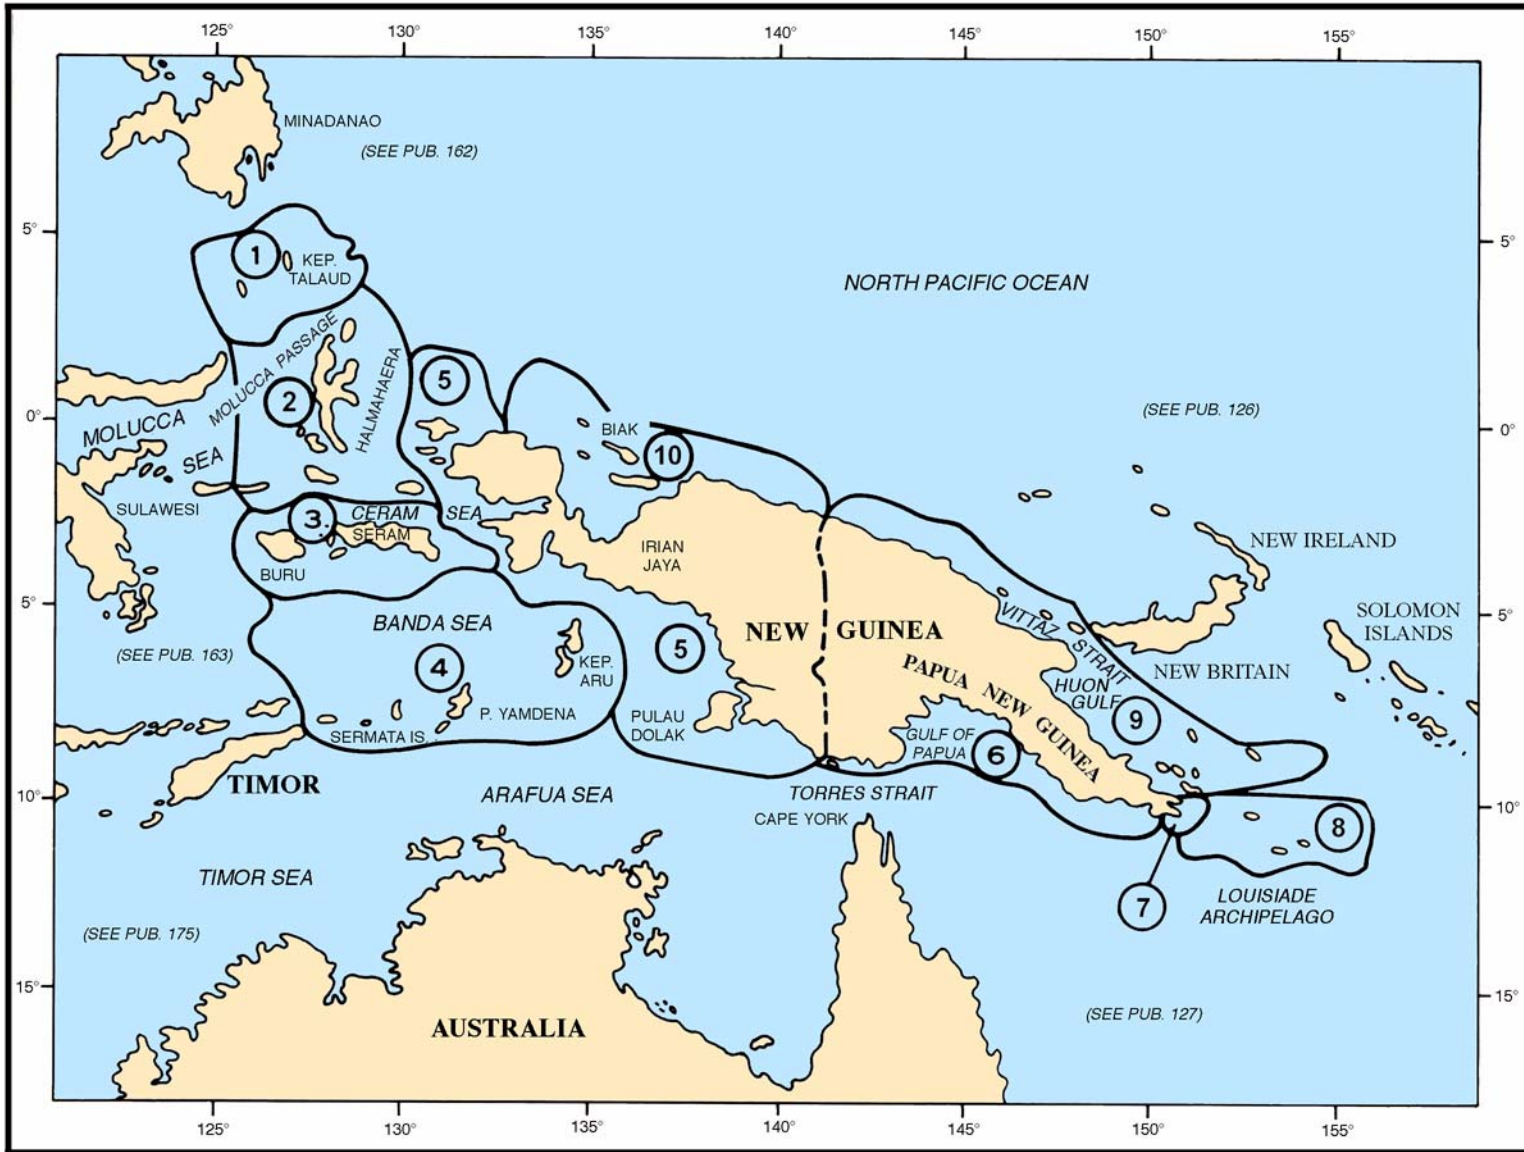 125°
130°
135°
140°
145°
150°
155°
MINADANAO
(SEE PUB. 162)
5°
5°
1
KEP.
TALAUD
NORTH PACIFIC OCEAN
MOLUCCA PASSAGE
HALMAHAERA
5
2
0°
0°
(SEE PUB. 126)
MOLUCCA
SEA
BIAK
10
SULAWESI
3
CERAM
SEA
SERAM
BURU
IRIAN
JAYA
NEW IRELAND
5°
5°
VITTAZ STRAIT
SOLOMON
ISLANDS
BANDA SEA
NEW GUINEA
(SEE PUB. 163)
4
KEP.
ARU
5
PAPUA NEW GUINEA
NEW BRITAIN
HUON
GULF
9
P. YAMDENA
PULAU
DOLAK
SERMATA IS.
GULF OF
PAPUA
6
TIMOR
ARAFUA SEA
TORRES STRAIT
10°
10°
CAPE YORK
8
TIMOR SEA
7
LOUISIADE
ARCHIPELAGO
(SEE PUB. 175)
15°
15°
(SEE PUB. 127)
AUSTRALIA
125°
130°
135°
140°
145°
150°
155°